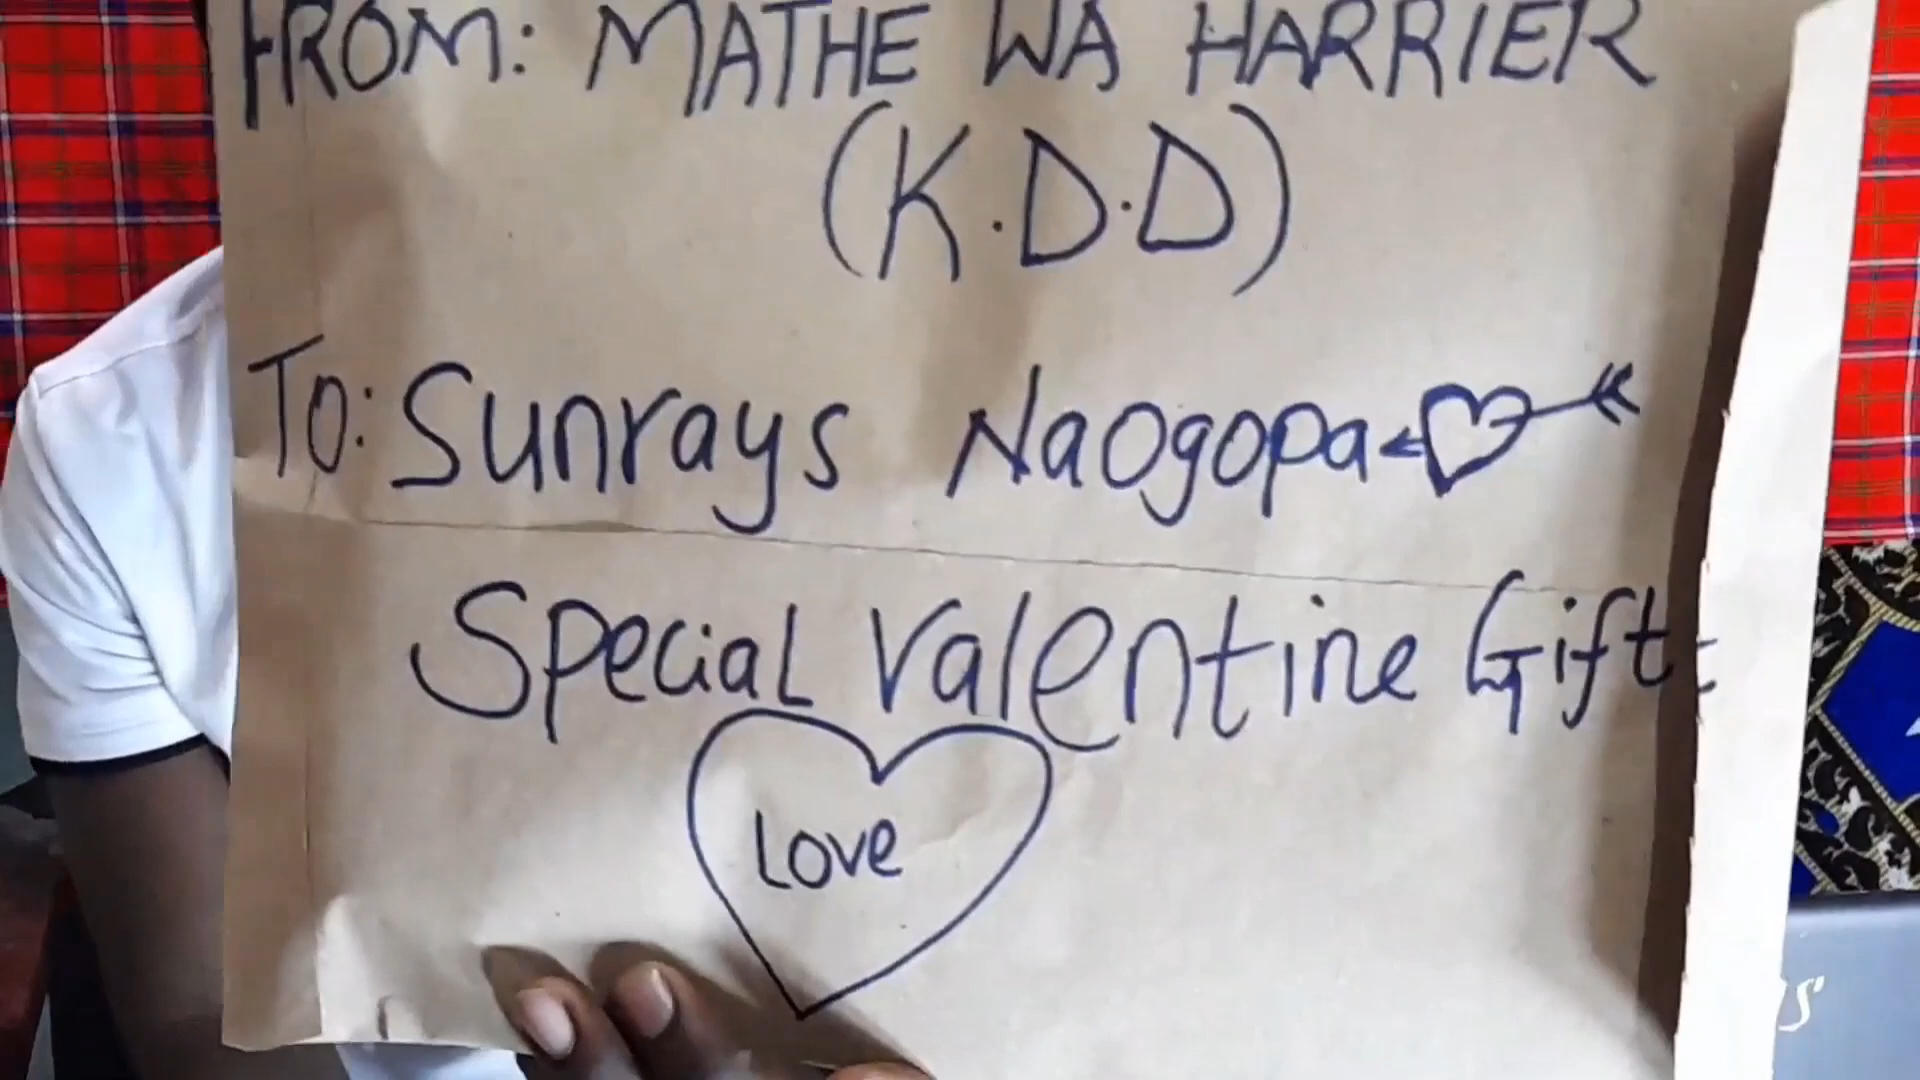 FROM: MATHE WA HARRIER
(K.D.D)
To: Sunrays Naogopa
Special Valentine Gift:
Love